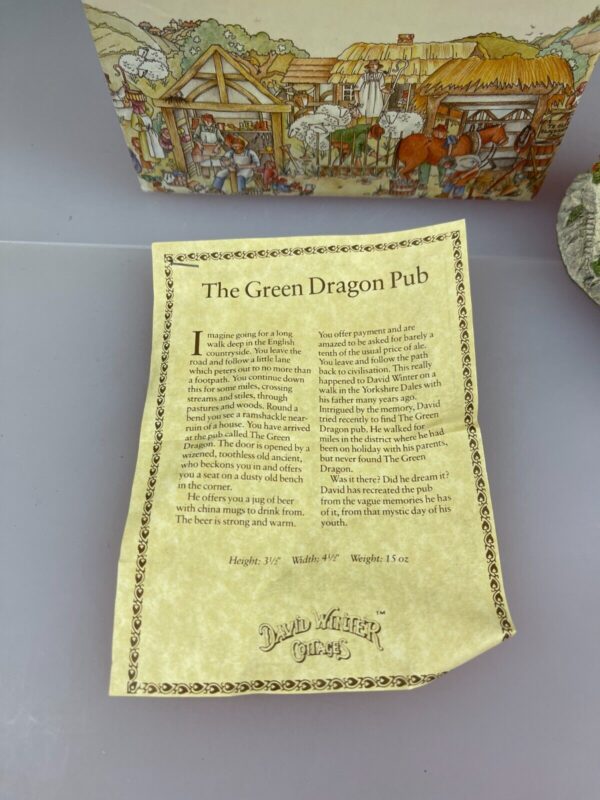 The Green Dragon Pub
Imagine going for a long
walk deep in the English
countryside. You leave the
road and follow a little lane
which peters out to no more than
a footpath. You continue down
this for some miles, crossing
streams and stiles, through
pastures and woods. Round a
bend you see a ramshackle near-
ruin of a house. You have arrived
at the pub called The Green
Dragon. The door is opened by a
wizened, toothless old ancient,
who beckons you in and offers
you a seat on a dusty old bench
in the corner.
He offers you a jug of beer
with china mugs to drink from.
The beer is strong and warm.
You offer payment and are
amazed to be asked for barely a
tenth of the usual price of ale.
You leave and follow the path
back to civilisation. This really
happened to David Winter on a
walk in the Yorkshire Dales with
his father many years ago.
Intrigued by the memory, David
tried recently to find The Green
Dragon pub. He walked for
miles in the district where he had
been on holiday with his parents,
but never found The Green
Dragon.
Was it there? Did he dream it?
David has recreated the pub
from the vague memories he has
of it, from that mystic day of his
youth.
Height: 3½" Width: 4½" Weight: 15 oz
DAVID WINTER™
COTTAGES